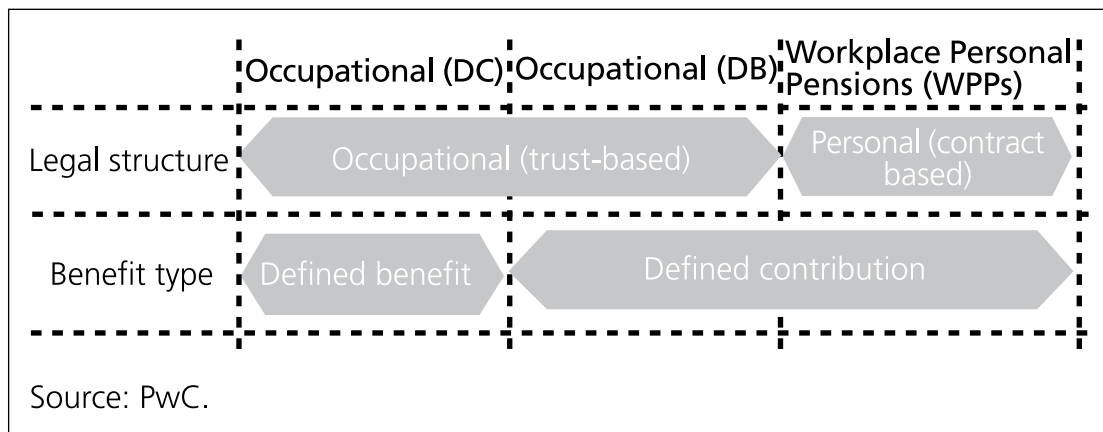 Occupational (DC)
Occupational (DB)
Workplace Personal
Pensions (WPPs)
Legal structure
Occupational (trust-based)
Personal (contract
based)
Benefit type
Defined benefit
Defined contribution
Source: PwC.